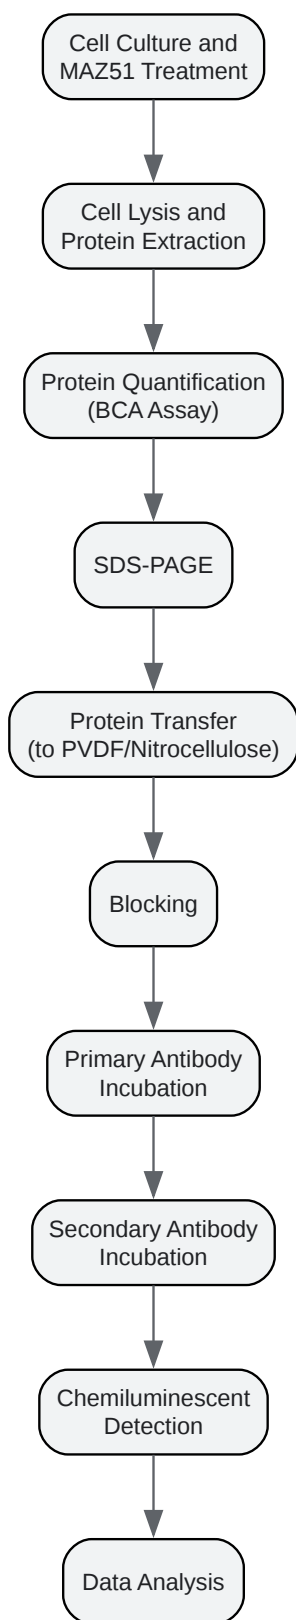 Cell Culture and
MAZ51 Treatment
Cell Lysis and
Protein Extraction
Protein Quantification
(BCA Assay)
SDS-PAGE
Protein Transfer
(to PVDF/Nitrocellulose)
Blocking
Primary Antibody
Incubation
Secondary Antibody
Incubation
Chemiluminescent
Detection
Data Analysis